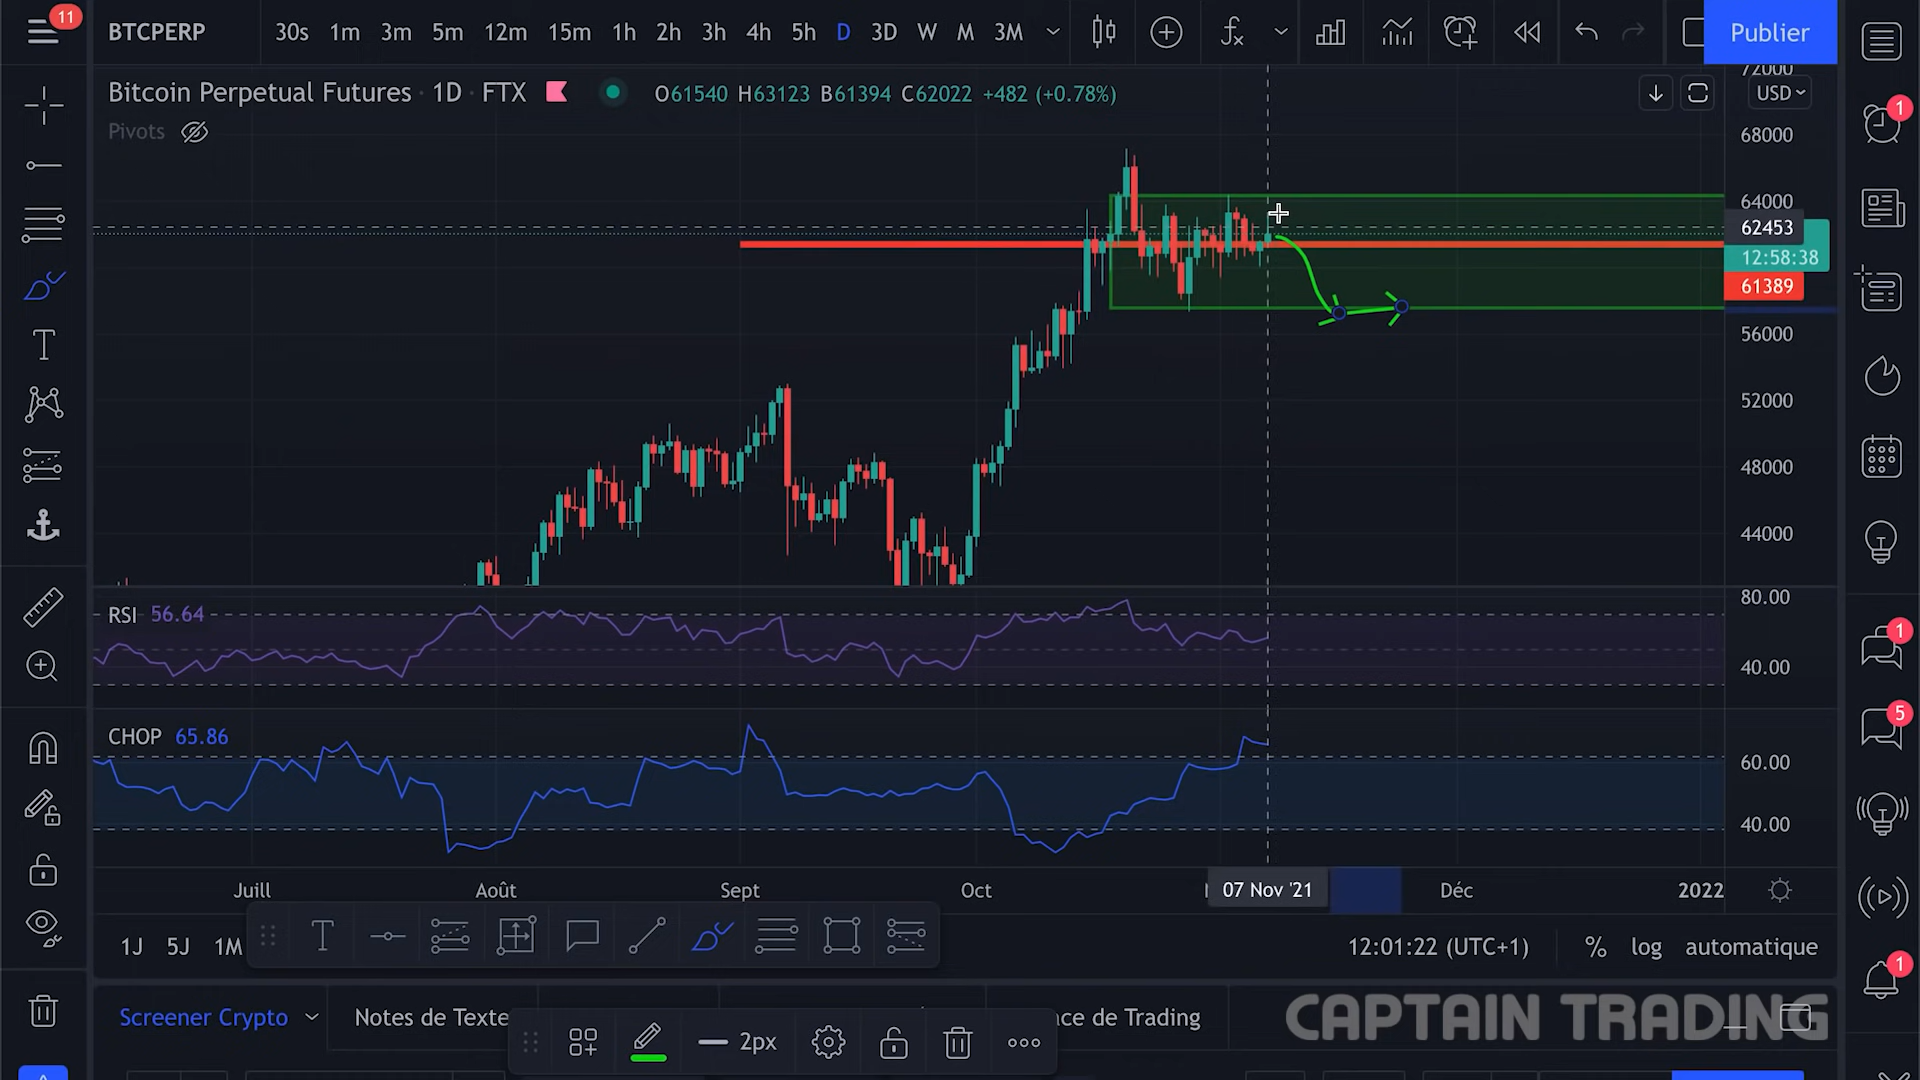 11
BTCPERP
30s 1m 3m 5m 12m 15m 1h 2h 3h 4h 5h D 3D W M 3M
Publier
Bitcoin Perpetual Futures · 1D · FTX
O61540 H63123 B61394 C62022 +482 (+0.78%)
USD
Pivots
72000
68000
64000
62453
12:58:38
61389
56000
52000
48000
44000
1
RSI 56.64
80.00
40.00
1
CHOP 65.86
60.00
40.00
5
Juill Août Sept Oct 07 Nov '21 Déc 2022
1J 5J 1M
12:01:22 (UTC+1) % log automatique
1
Screener Crypto Notes de Texte ce de Trading
2px
CAPTAIN TRADING